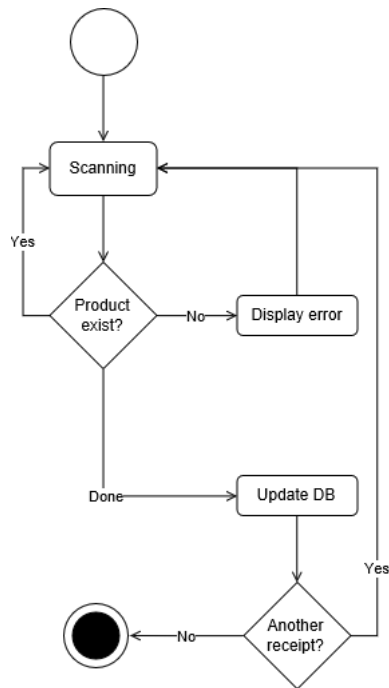 Scanning
Yes
Product
exist?
No
Display error
Done
Update DB
Yes
Another
receipt?
No